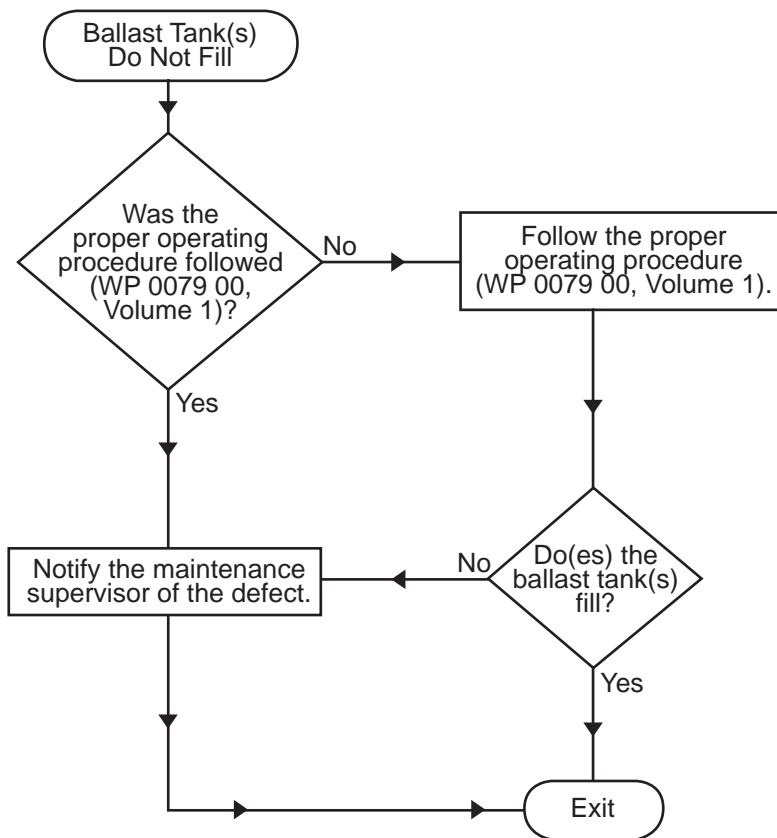 Ballast Tank(s)
Do Not Fill
Was the
proper operating
procedure followed
(WP 0079 00,
Volume 1)?
No
Follow the proper
operating procedure
(WP 0079 00, Volume 1).
Yes
Notify the maintenance
supervisor of the defect.
No
Do(es) the
ballast tank(s)
fill?
Yes
Exit